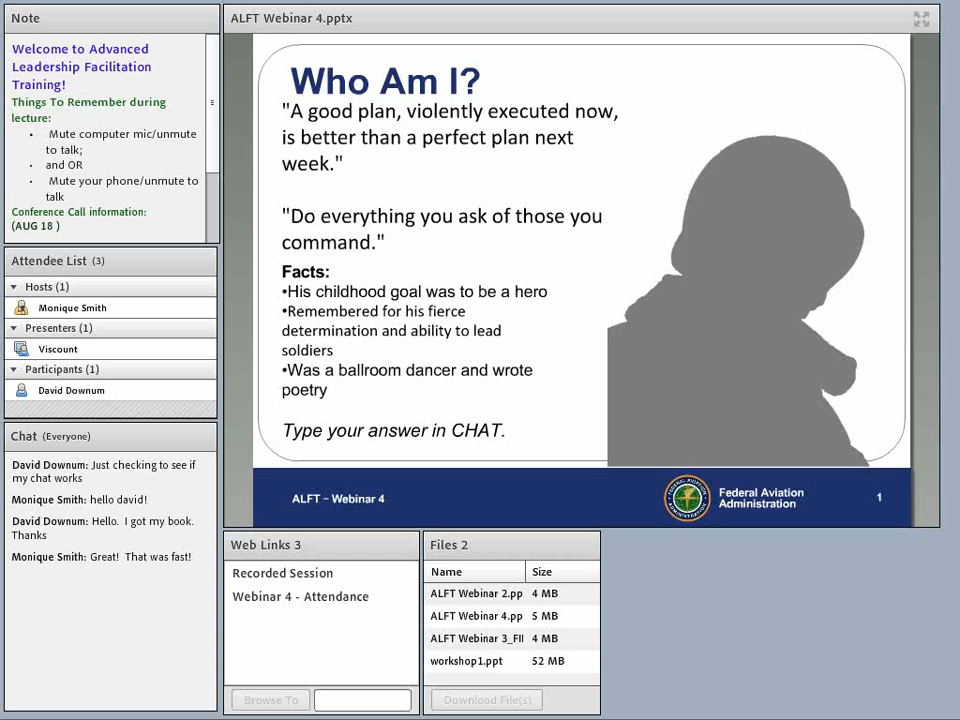 Note
Welcome to Advanced
Leadership Facilitation
Training!
Things To Remember during
lecture:
• Mute computer mic/unmute
to talk;
• and OR
• Mute your phone/unmute to
talk
Conference Call information:
(AUG 18 )
Attendee List (3)
Hosts (1)
Monique Smith
Presenters (1)
Viscount
Participants (1)
David Downum
Chat (Everyone)
David Downum: Just checking to see if
my chat works
Monique Smith: hello david!
David Downum: Hello.  I got my book.
Thanks
Monique Smith: Great!  That was fast!
ALFT Webinar 4.pptx
Who Am I?
"A good plan, violently executed now,
is better than a perfect plan next
week."
"Do everything you ask of those you
command."
Facts:
•His childhood goal was to be a hero
•Remembered for his fierce
determination and ability to lead
soldiers
•Was a ballroom dancer and wrote
poetry
Type your answer in CHAT.
ALFT – Webinar 4
Federal Aviation
Administration
1
Web Links 3
Recorded Session
Webinar 4 - Attendance
Browse To
Files 2
Name Size
ALFT Webinar 2.pp 4 MB
ALFT Webinar 4.pp 5 MB
ALFT Webinar 3_FII 4 MB
workshop1.ppt 52 MB
Download File(s)